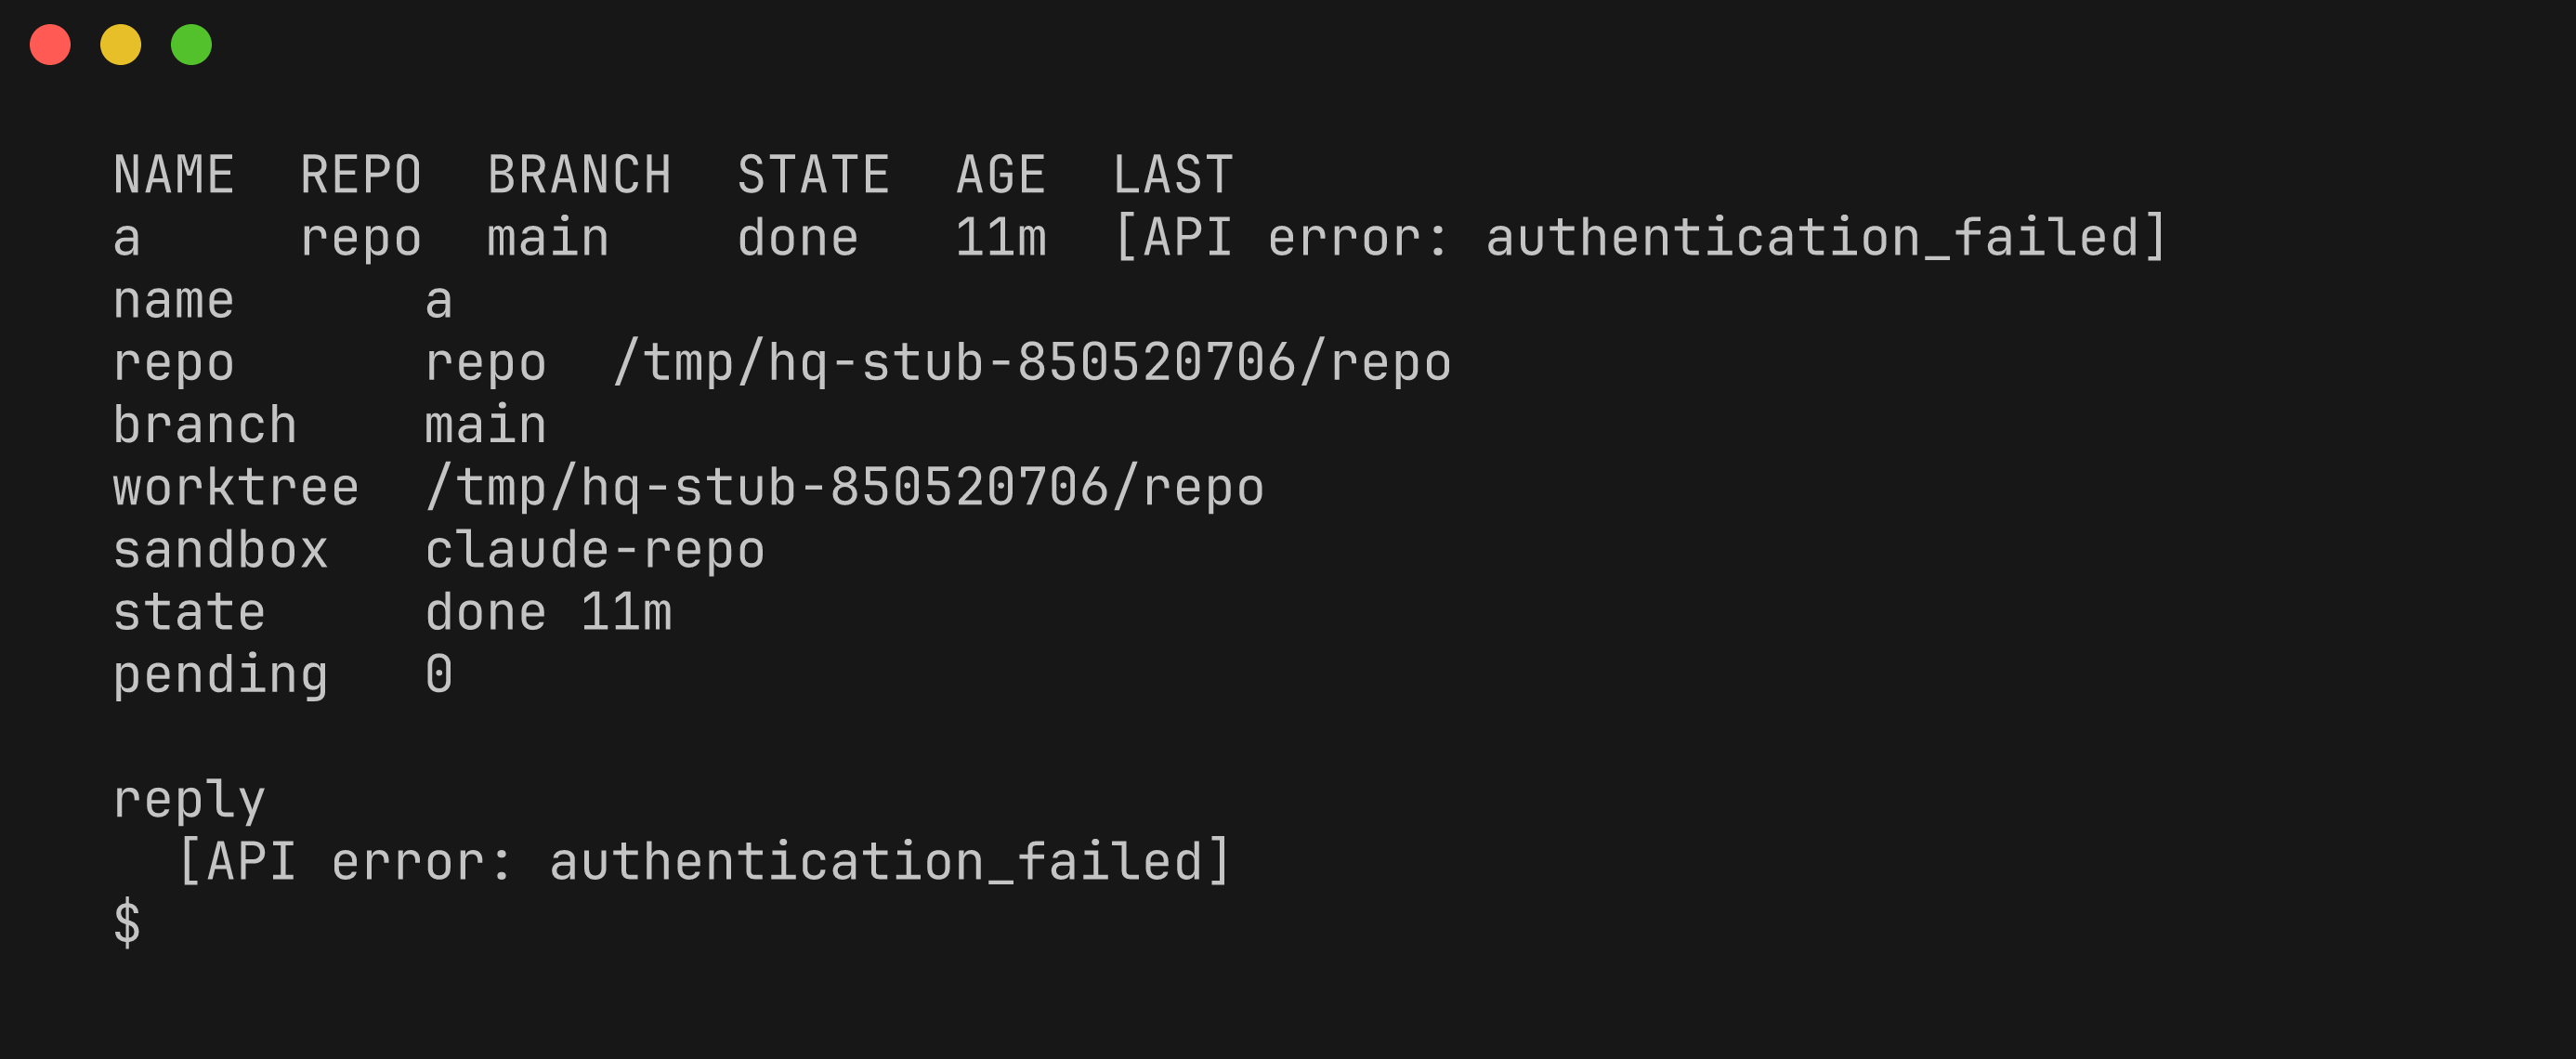 NAME  REPO  BRANCH  STATE  AGE  LAST
a     repo  main    done   11m  [API error: authentication_failed]
name      a
repo      repo  /tmp/hq-stub-850520706/repo
branch    main
worktree  /tmp/hq-stub-850520706/repo
sandbox   claude-repo
state     done 11m
pending   0

reply
  [API error: authentication_failed]
$